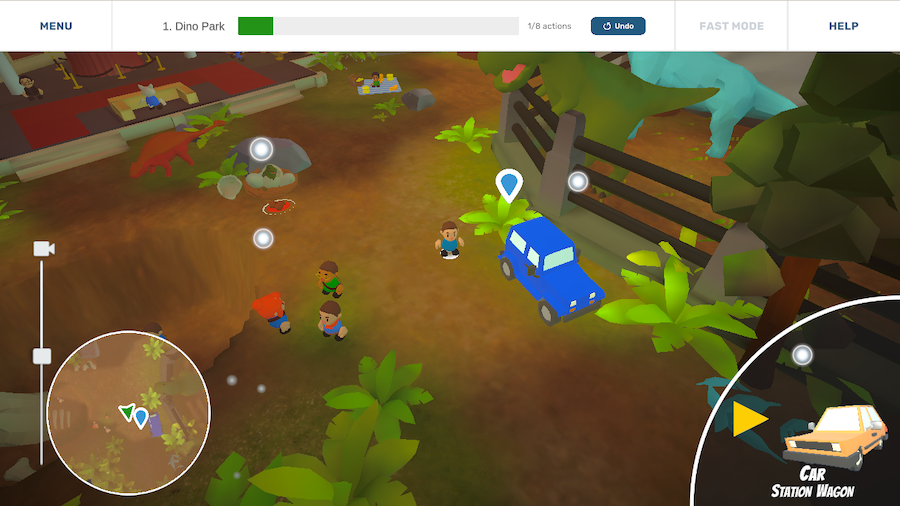 MENU
1. Dino Park
1/8 actions
Undo
FAST MODE
HELP
CAR
STATION WAGON